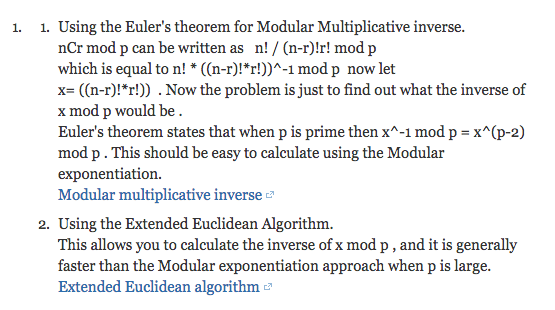 1. 1. Using the Euler's theorem for Modular Multiplicative inverse.
nCr mod p can be written as n! / (n-r)!r! mod p
which is equal to n! * ((n-r)!*r!))^-1 mod p now let
x= ((n-r)!*r!)) . Now the problem is just to find out what the inverse of
x mod p would be .
Euler's theorem states that when p is prime then x^-1 mod p = x^(p-2)
mod p . This should be easy to calculate using the Modular
exponentiation.
Modular multiplicative inverse
2. Using the Extended Euclidean Algorithm.
This allows you to calculate the inverse of x mod p , and it is generally
faster than the Modular exponentiation approach when p is large.
Extended Euclidean algorithm